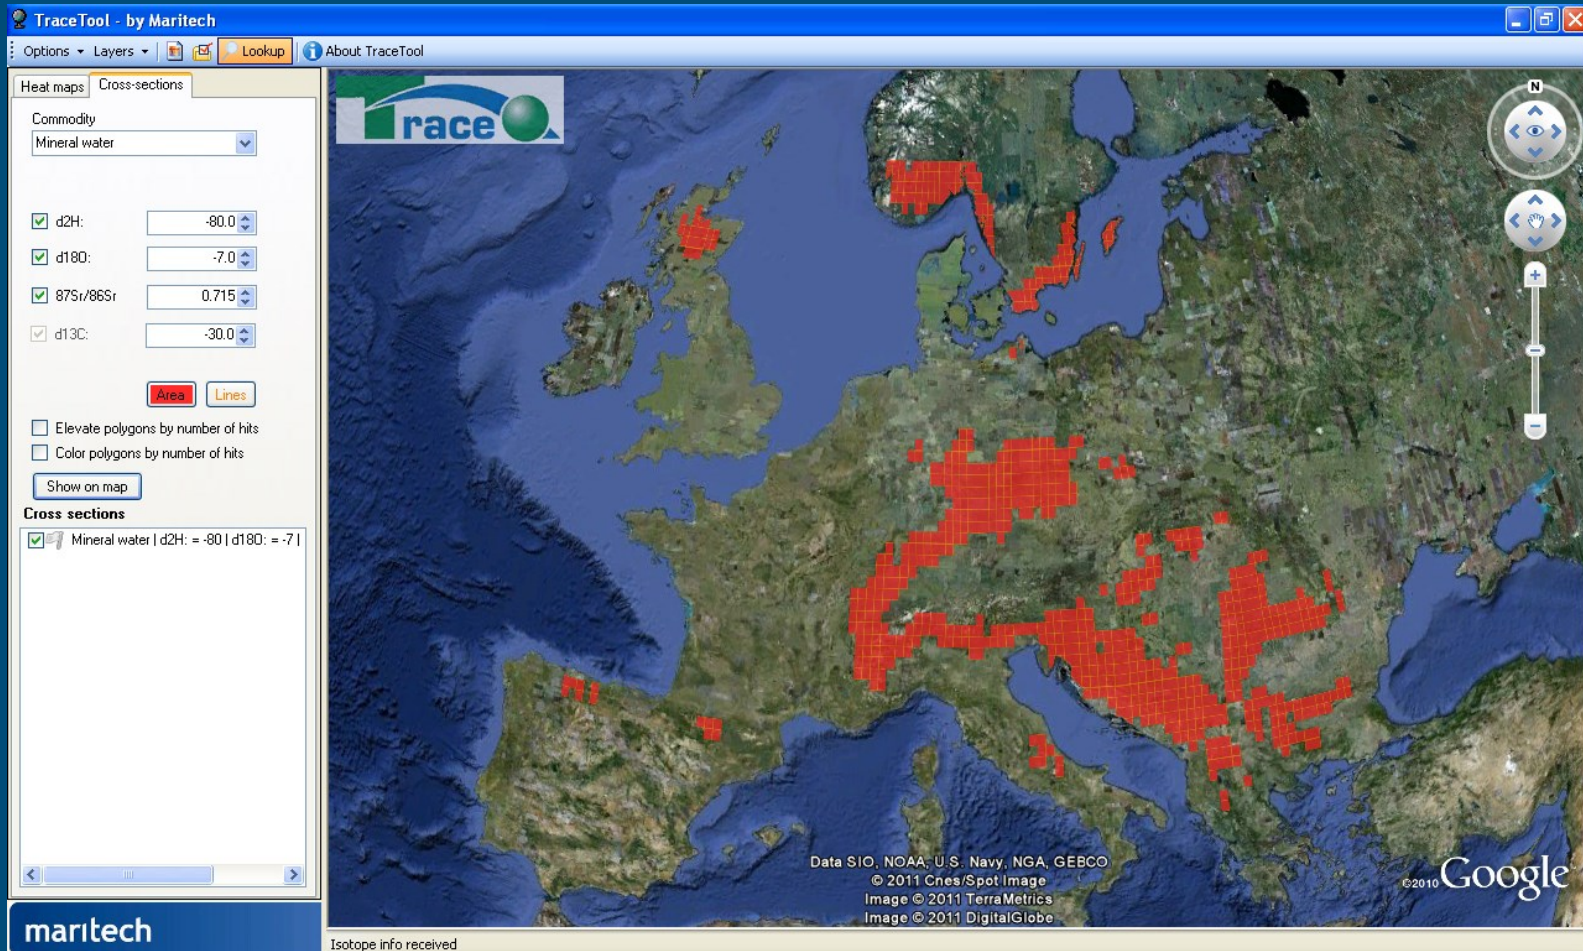 TraceTool - by Maritech
Options Layers Lookup About TraceTool
Heat maps Cross-sections
Commodity
Mineral water
d2H: -80.0
d18O: -7.0
87Sr/86Sr 0.715
d13C: -30.0
Area Lines
Elevate polygons by number of hits
Color polygons by number of hits
Show on map
Cross sections
Mineral water | d2H: = -80 | d18O: = -7 |
maritech
Trace
N
Data SIO, NOAA, U.S. Navy, NGA, GEBCO
© 2011 Cnes/Spot Image
Image © 2011 TerraMetrics
Image © 2011 DigitalGlobe
©2010 Google
Isotope info received